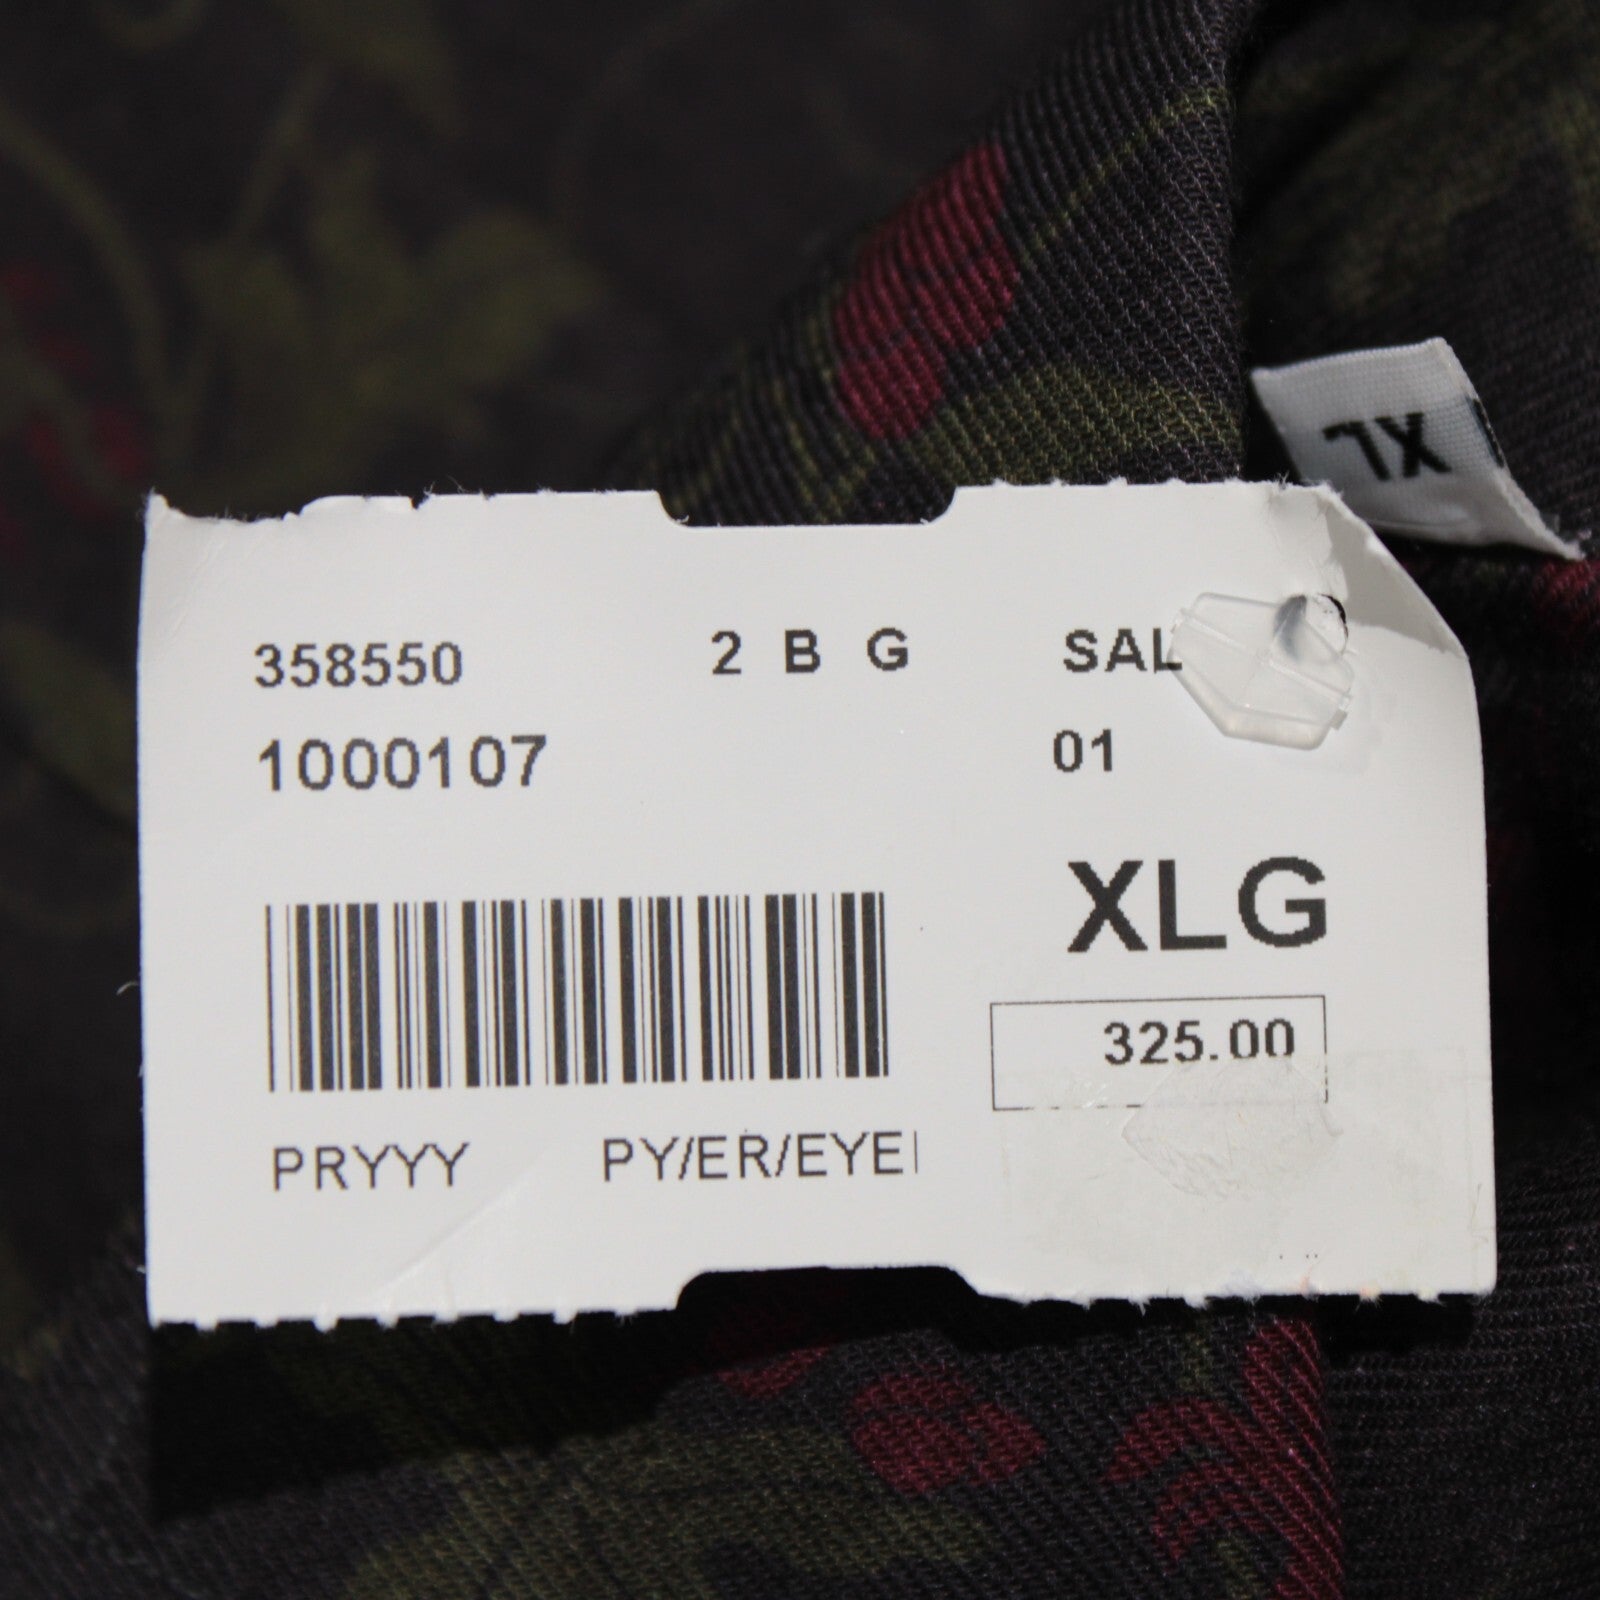 XL
358550 2 B G SAL
1000107 01
XLG
325.00
PRYYY PY/ER/EYE